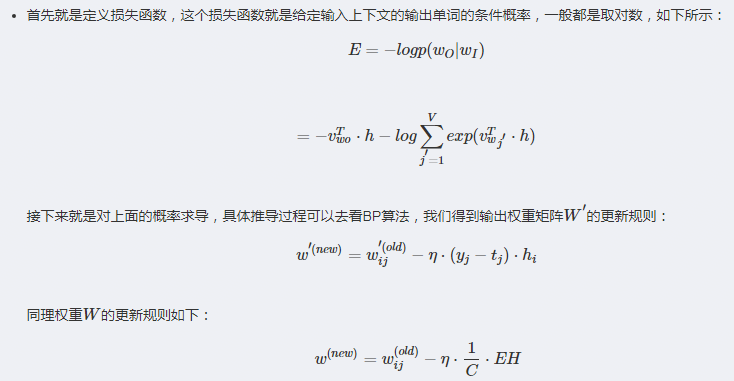 首先就是定义损失函数，这个损失函数就是给定输入上下文的输出单词的条件概率，一般都是取对数，如下所示：
$E = -logp(w_O|w_I)$
$= -v_{wo}^T \cdot h - log \sum_{j'=1}^{V} exp(v_{w_{j'}}^T \cdot h)$
接下来就是对上面的概率求导，具体推导过程可以去看BP算法，我们得到输出权重矩阵$W'$的更新规则：
$w'^{(new)} = w_{ij}'^{(old)} - \eta \cdot (y_j - t_j) \cdot h_i$
同理权重$W$的更新规则如下：
$w^{(new)} = w_{ij}^{(old)} - \eta \cdot \frac{1}{C} \cdot EH$